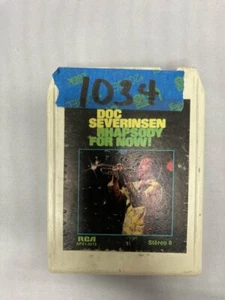 1034
DOC
SEVERINSEN
RHAPSODY
FOR NOW!
RCA
Stereo 8